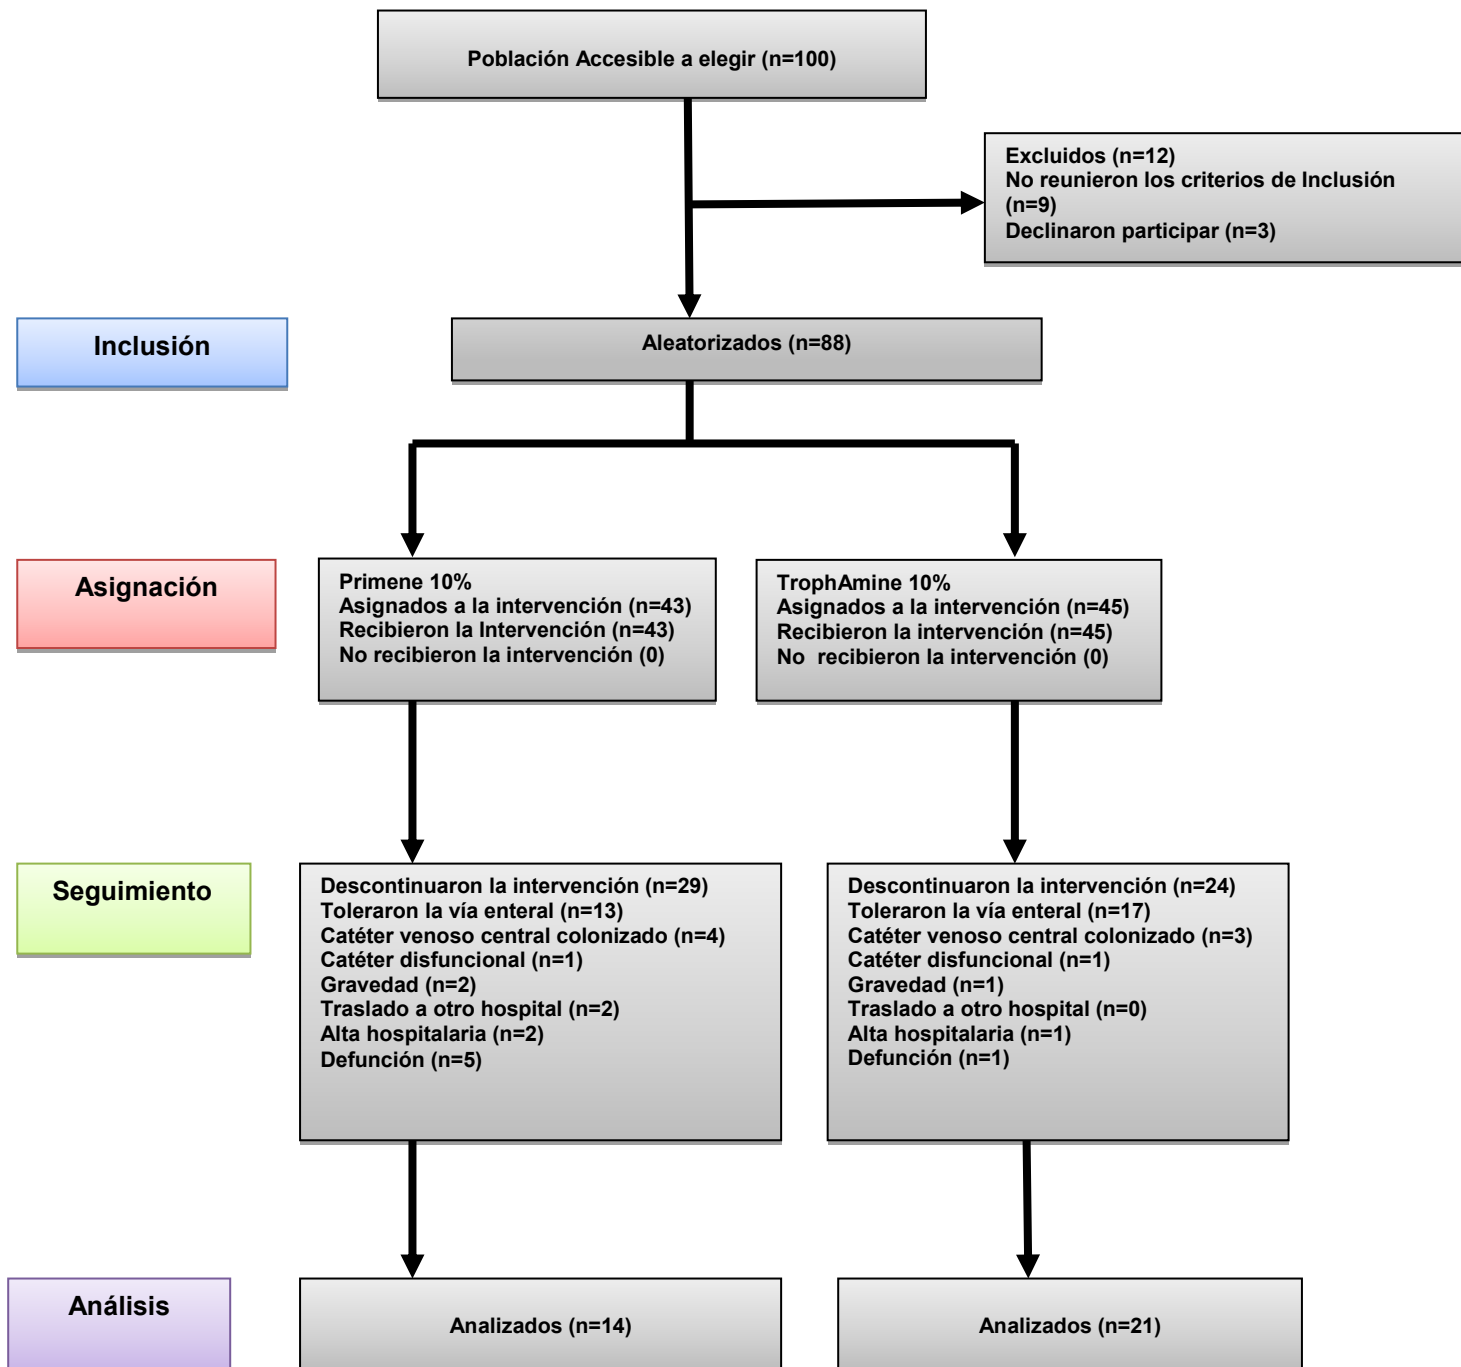 Población Accesible a elegir (n=100)
Excluidos (n=12)
No reunieron los criterios de Inclusión
(n=9)
Declinaron participar (n=3)
Inclusión
Aleatorizados (n=88)
Asignación
Primene 10%
Asignados a la intervención (n=43)
Recibieron la Intervención (n=43)
No recibieron la intervención (0)
TrophAmine 10%
Asignados a la intervención (n=45)
Recibieron la intervención (n=45)
No  recibieron la intervención (0)
Seguimiento
Descontinuaron la intervención (n=29)
Toleraron la vía enteral (n=13)
Catéter venoso central colonizado (n=4)
Catéter disfuncional (n=1)
Gravedad (n=2)
Traslado a otro hospital (n=2)
Alta hospitalaria (n=2)
Defunción (n=5)
Descontinuaron la intervención (n=24)
Toleraron la vía enteral (n=17)
Catéter venoso central colonizado (n=3)
Catéter disfuncional (n=1)
Gravedad (n=1)
Traslado a otro hospital (n=0)
Alta hospitalaria (n=1)
Defunción (n=1)
Análisis
Analizados (n=14)
Analizados (n=21)